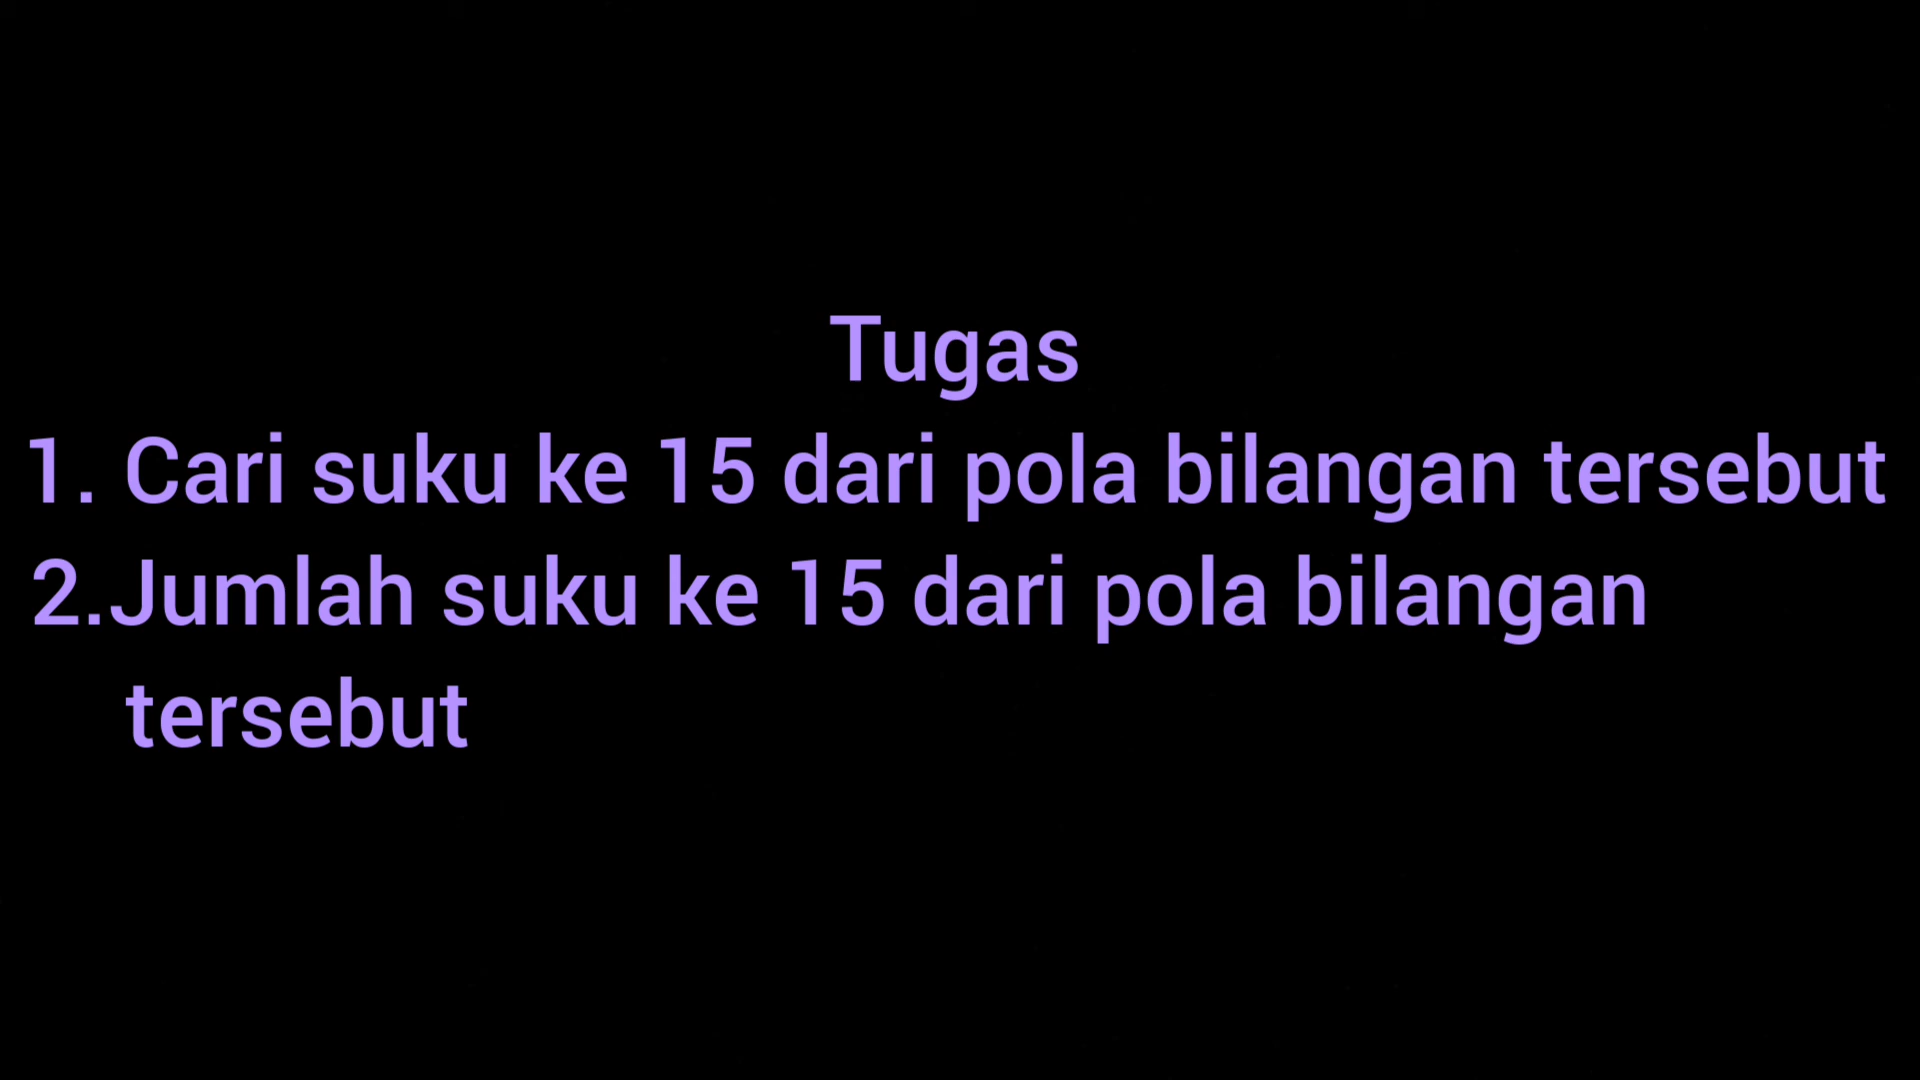 Tugas
1. Cari suku ke 15 dari pola bilangan tersebut
2.Jumlah suku ke 15 dari pola bilangan
tersebut